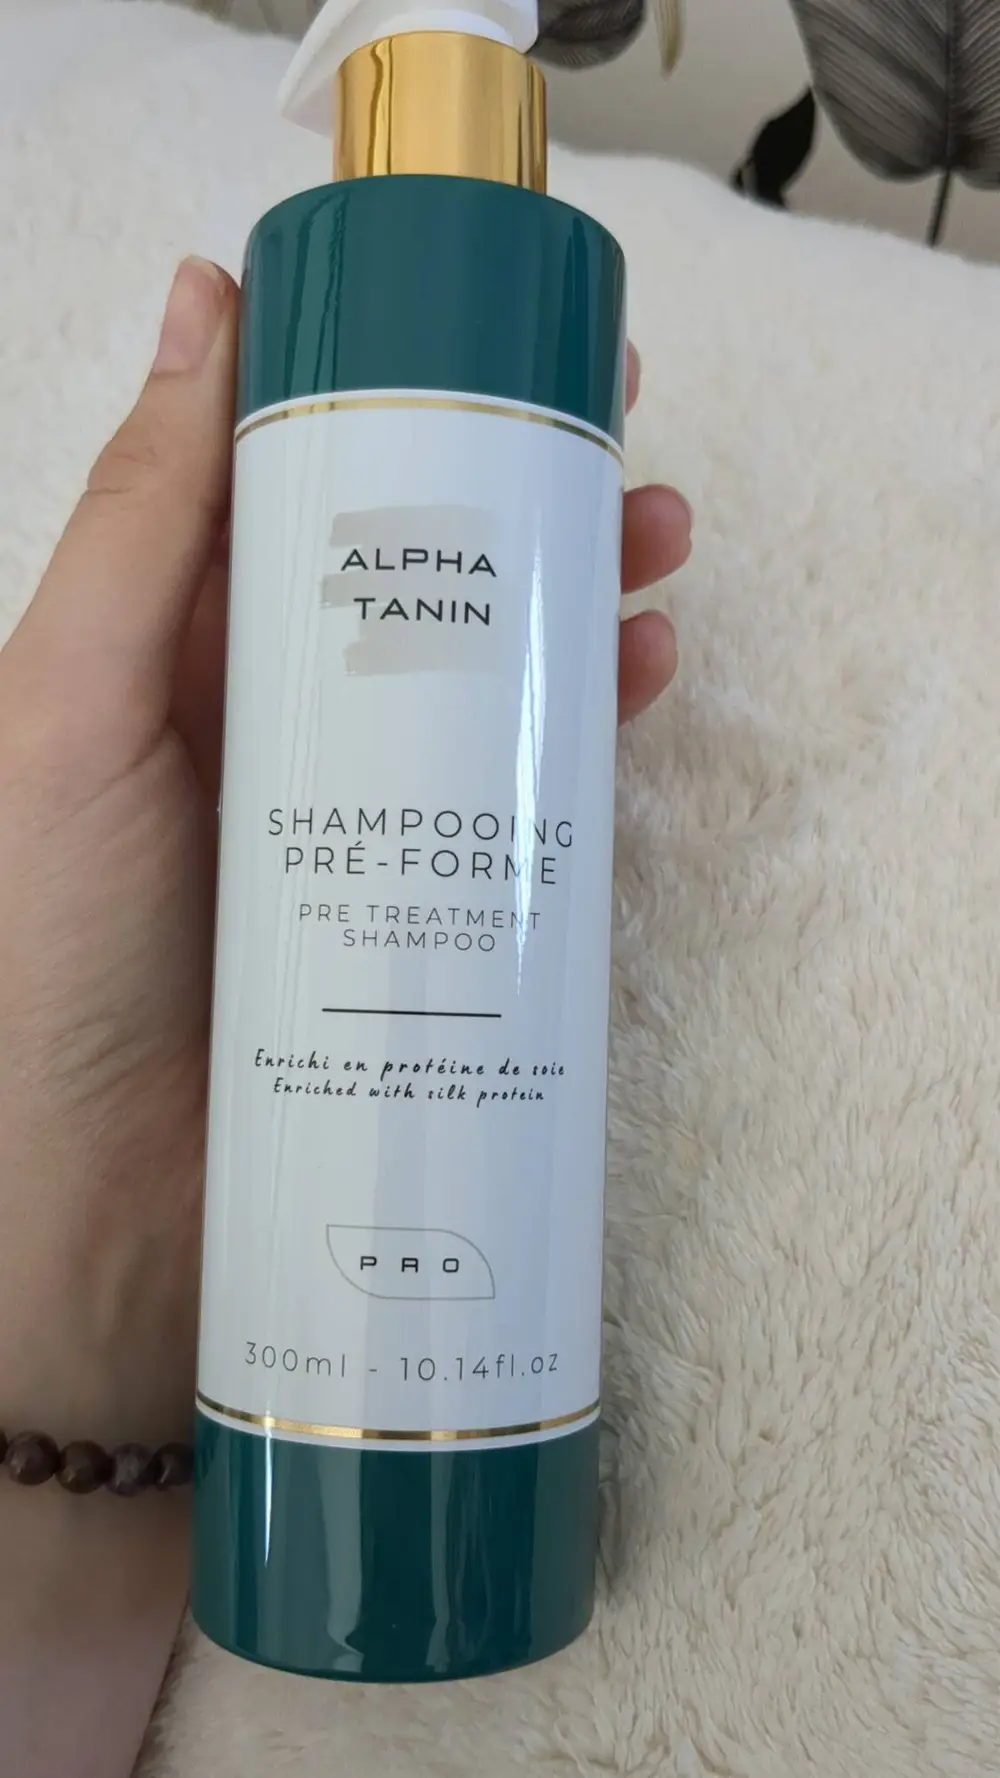 ALPHA
TANIN
SHAMPOOING
PRÉ-FORME
PRE TREATMENT
SHAMPOO
Enrichi en protéine de soie
Enriched with silk protein
PRO
300ml - 10.14fl.oz